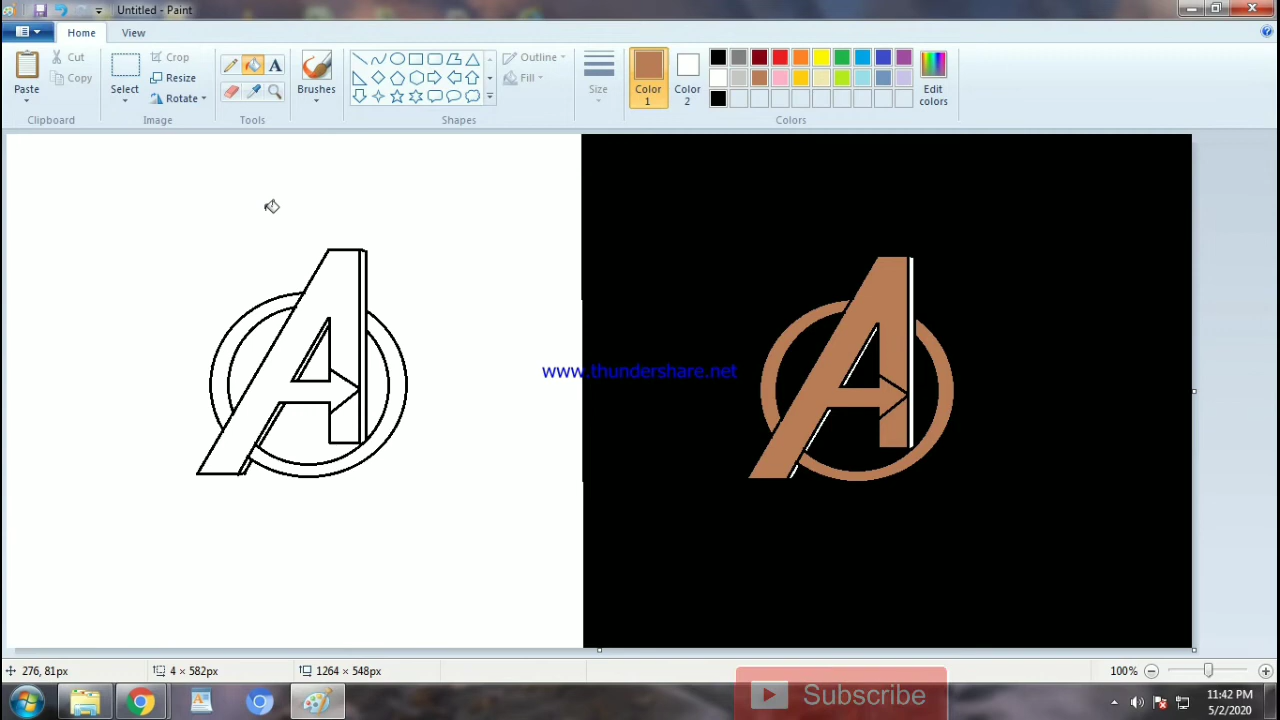 Untitled - Paint
Home
View
Paste
Cut
Copy
Clipboard
Select
Crop
Resize
Rotate
Image
A
Tools
Brushes
Outline
Fill
Shapes
Size
Color
1
Color
2
Edit
colors
Colors
A
A
www.thundershare.net
276, 81px
4 × 582px
1264 × 548px
100%
Subscribe
11:42 PM
5/2/2020